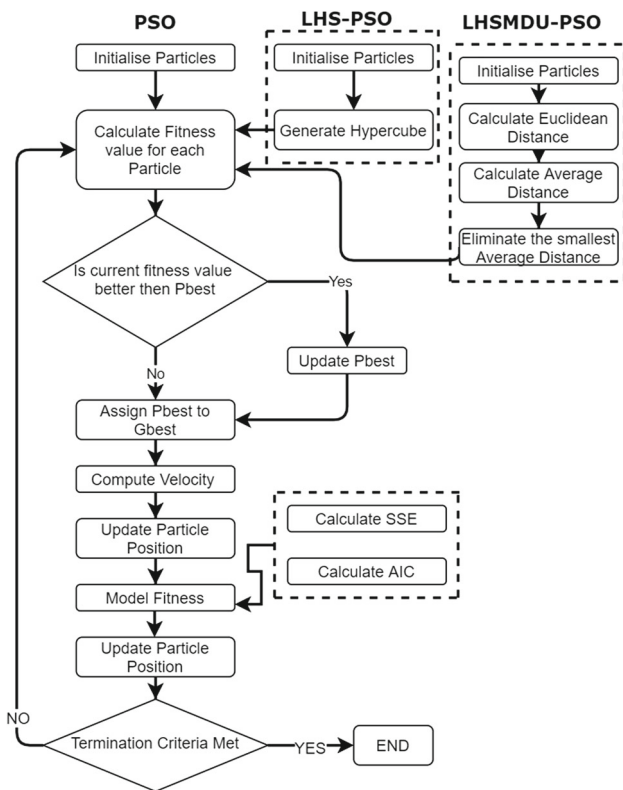 PSO
LHS-PSO
LHSMDU-PSO
Initialise Particles
Initialise Particles
Initialise Particles
Calculate Fitness
value for each
Particle
Generate Hypercube
Calculate Euclidean
Distance
Calculate Average
Distance
Eliminate the smallest
Average Distance
Is current fitness value
better then Pbest
Yes
Update Pbest
No
Assign Pbest to
Gbest
Compute Velocity
Update Particle
Position
Calculate SSE
Calculate AIC
Model Fitness
Update Particle
Position
NO
Termination Criteria Met
YES
END